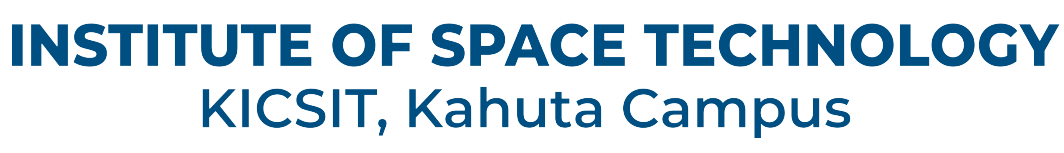 INSTITUTE OF SPACE TECHNOLOGY
KICSIT, Kahuta Campus